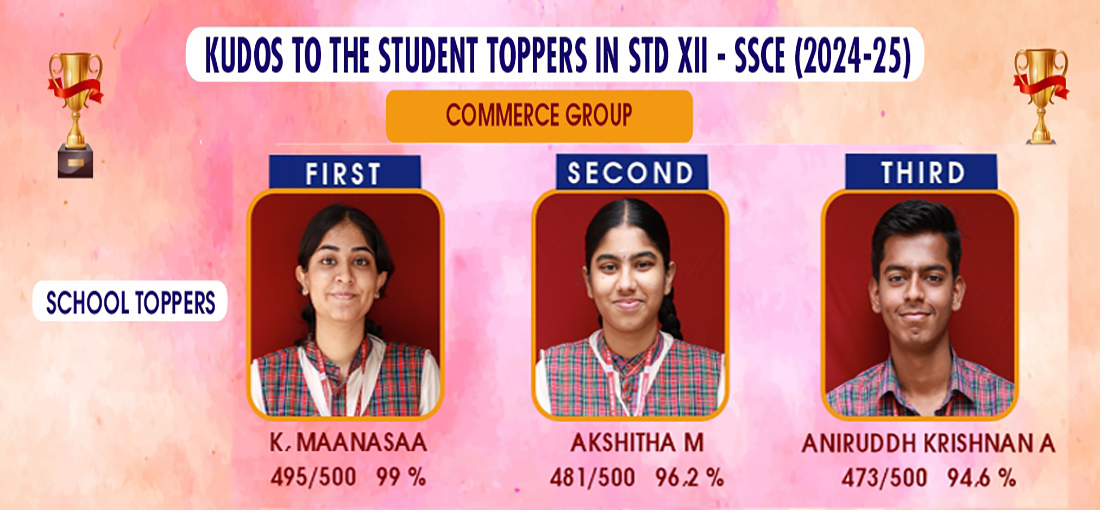 KUDOS TO THE STUDENT TOPPERS IN STD XII - SSCE (2024-25)
COMMERCE GROUP
FIRST
SECOND
THIRD
SCHOOL TOPPERS
K. MAANASAA
AKSHITHA M
ANIRUDDH KRISHNAN A
495/500 99 %
481/500 96.2 %
473/500 94.6 %